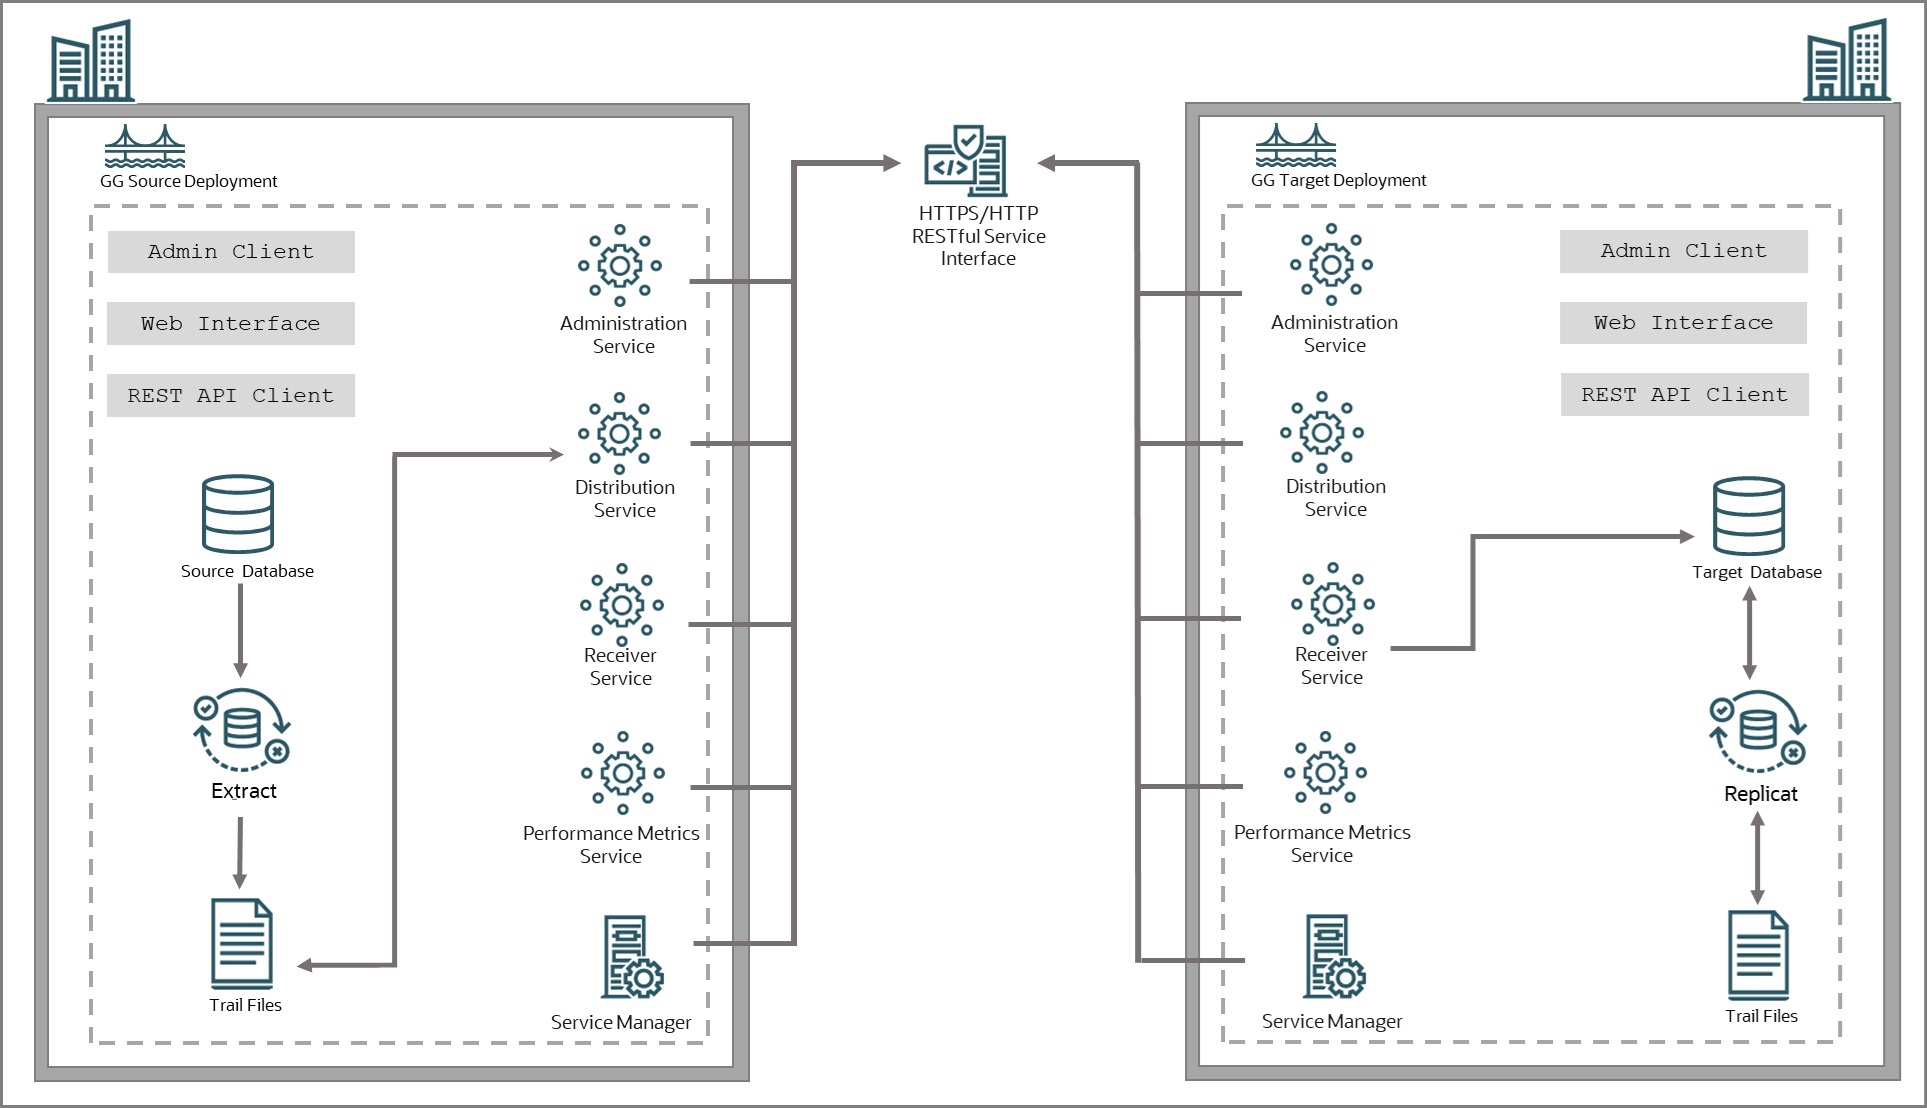 GG Source Deployment
Admin Client
Web Interface
REST API Client
Source Database
Extract
Trail Files
Administration
Service
Distribution
Service
Receiver
Service
Performance Metrics
Service
Service Manager
HTTPS/HTTP
RESTful Service
Interface
GG Target Deployment
Administration
Service
Distribution
Service
Receiver
Service
Performance Metrics
Service
Service Manager
Admin Client
Web Interface
REST API Client
Target Database
Replicat
Trail Files